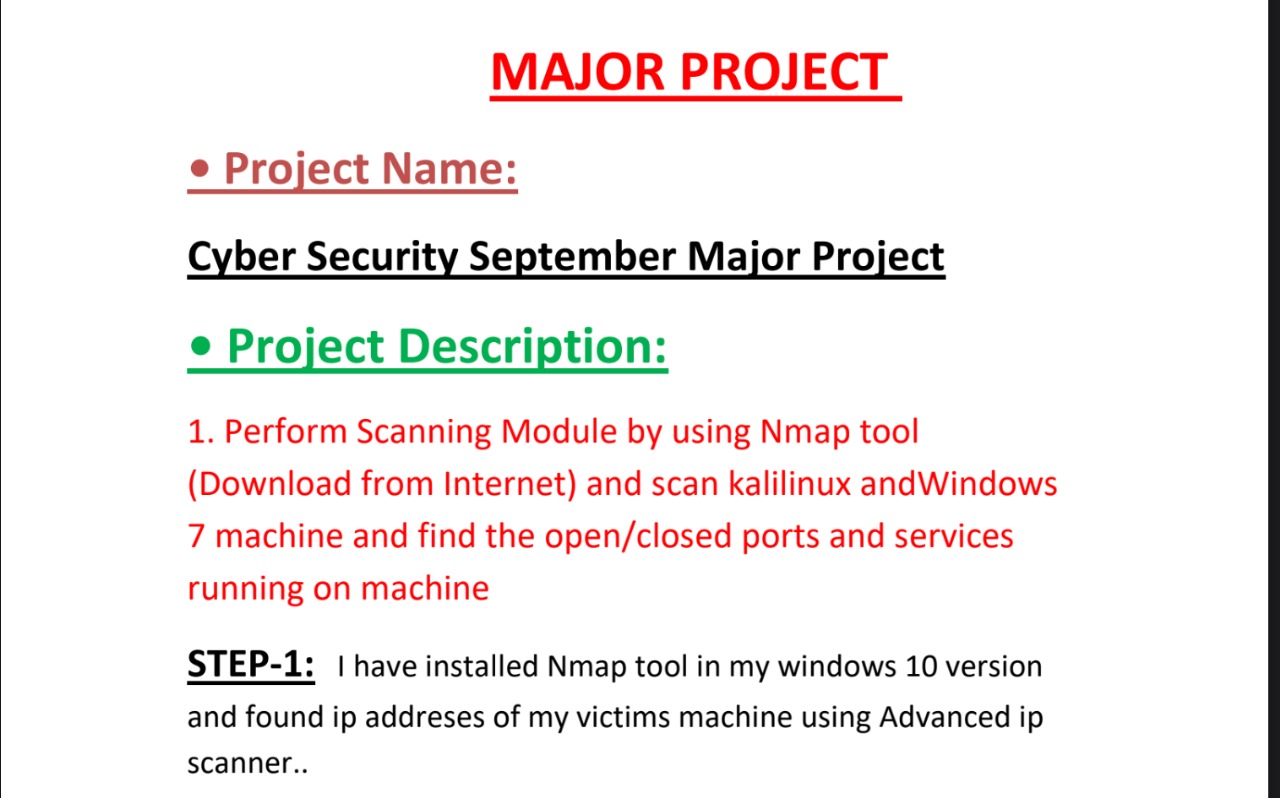 MAJOR PROJECT
• Project Name:
Cyber Security September Major Project
• Project Description:
1. Perform Scanning Module by using Nmap tool
(Download from Internet) and scan kalilinux andWindows
7 machine and find the open/closed ports and services
running on machine
STEP-1: I have installed Nmap tool in my windows 10 version
and found ip addreses of my victims machine using Advanced ip
scanner..